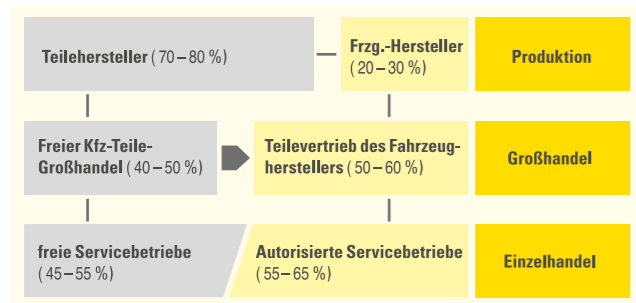 Teilehersteller (70–80 %)
Frzg.-Hersteller
(20–30 %)
Produktion
Freier Kfz-Teile-
Großhandel (40–50 %)
Teilevertrieb des Fahrzeug-
herstellers (50–60 %)
Großhandel
freie Servicebetriebe
(45–55 %)
Autorisierte Servicebetriebe
(55–65 %)
Einzelhandel